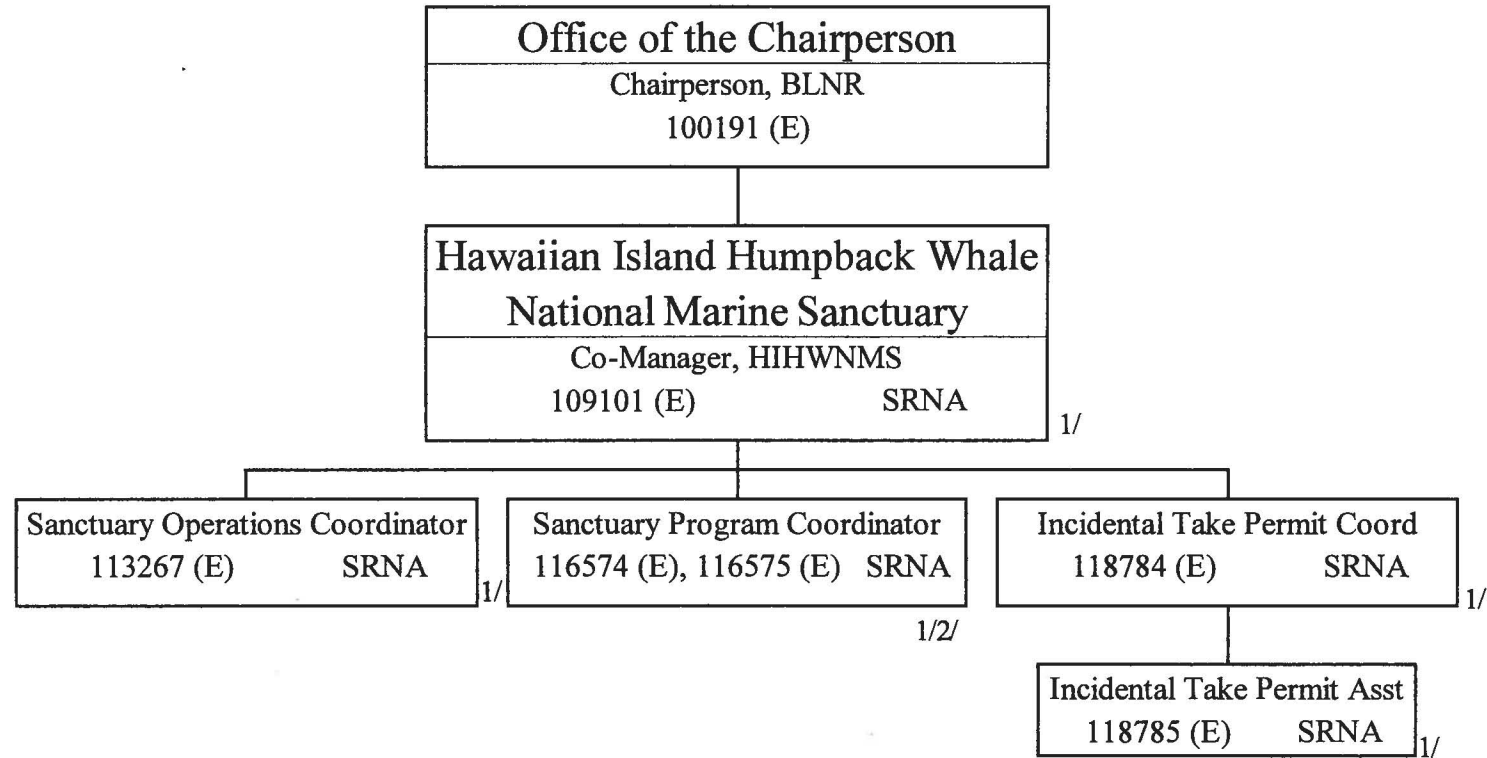 Office of the Chairperson
Chairperson, BLNR
100191 (E)
Hawaiian Island Humpback Whale
National Marine Sanctuary
Co-Manager, HIHWNMS
109101 (E) SRNA
1/
Sanctuary Operations Coordinator
113267 (E) SRNA
1/
Sanctuary Program Coordinator
116574 (E), 116575 (E) SRNA
1/2/
Incidental Take Permit Coord
118784 (E) SRNA
1/
Incidental Take Permit Asst
118785 (E) SRNA
1/